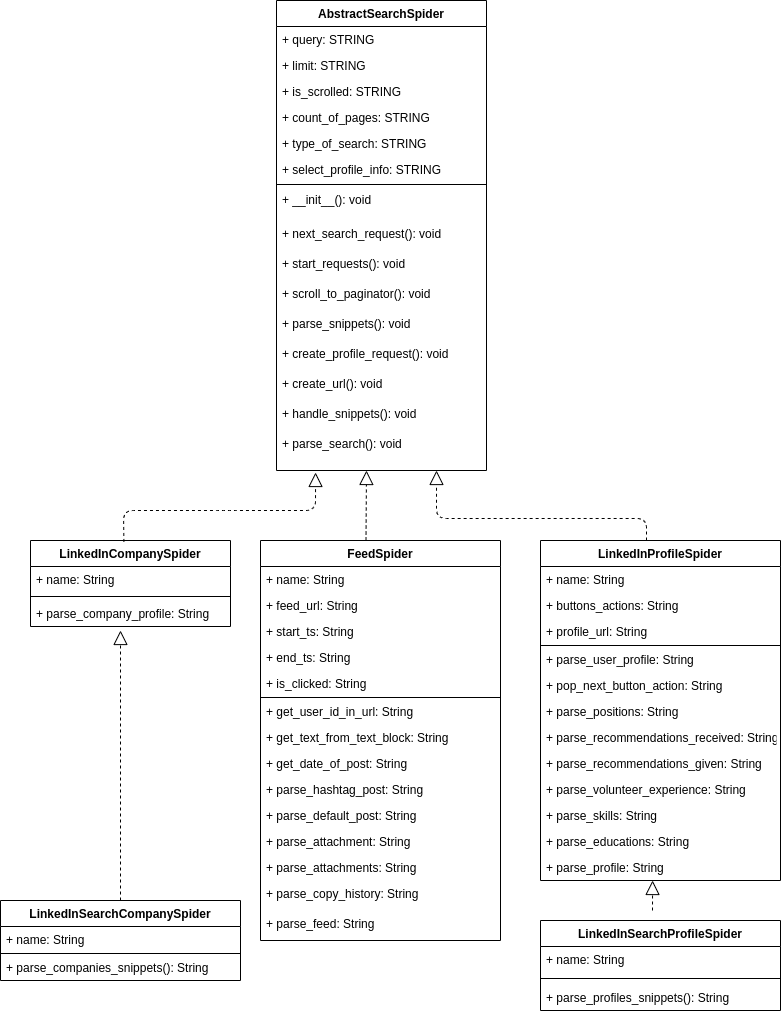 AbstractSearchSpider
+ query: STRING
+ limit: STRING
+ is_scrolled: STRING
+ count_of_pages: STRING
+ type_of_search: STRING
+ select_profile_info: STRING
+ __init__(): void
+ next_search_request(): void
+ start_requests(): void
+ scroll_to_paginator(): void
+ parse_snippets(): void
+ create_profile_request(): void
+ create_url(): void
+ handle_snippets(): void
+ parse_search(): void
LinkedInCompanySpider
+ name: String
+ parse_company_profile: String
FeedSpider
+ name: String
+ feed_url: String
+ start_ts: String
+ end_ts: String
+ is_clicked: String
+ get_user_id_in_url: String
+ get_text_from_text_block: String
+ get_date_of_post: String
+ parse_hashtag_post: String
+ parse_default_post: String
+ parse_attachment: String
+ parse_attachments: String
+ parse_copy_history: String
+ parse_feed: String
LinkedInProfileSpider
+ name: String
+ buttons_actions: String
+ profile_url: String
+ parse_user_profile: String
+ pop_next_button_action: String
+ parse_positions: String
+ parse_recommendations_received: String
+ parse_recommendations_given: String
+ parse_volunteer_experience: String
+ parse_skills: String
+ parse_educations: String
+ parse_profile: String
LinkedInSearchCompanySpider
+ name: String
+ parse_companies_snippets(): String
LinkedInSearchProfileSpider
+ name: String
+ parse_profiles_snippets(): String